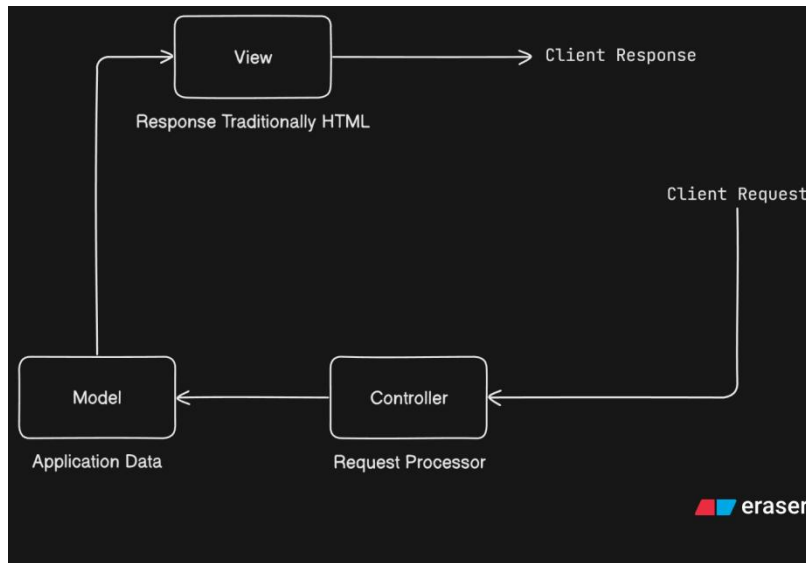 View
Client Response
Response Traditionally HTML
Client Request
Model
Controller
Application Data
Request Processor
eraser